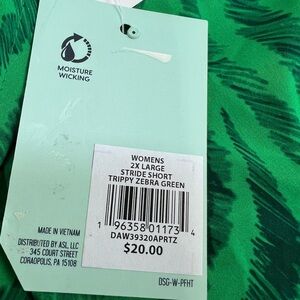 MOISTURE
WICKING
WOMENS
2X LARGE
STRIDE SHORT
TRIPPY ZEBRA GREEN
1 96358 01173 4
DAW39320APRTZ
$20.00
MADE IN VIETNAM
DISTRIBUTED BY ASL, LLC
345 COURT STREET
CORAOPOLIS, PA 15108
DSG-W-PFHT